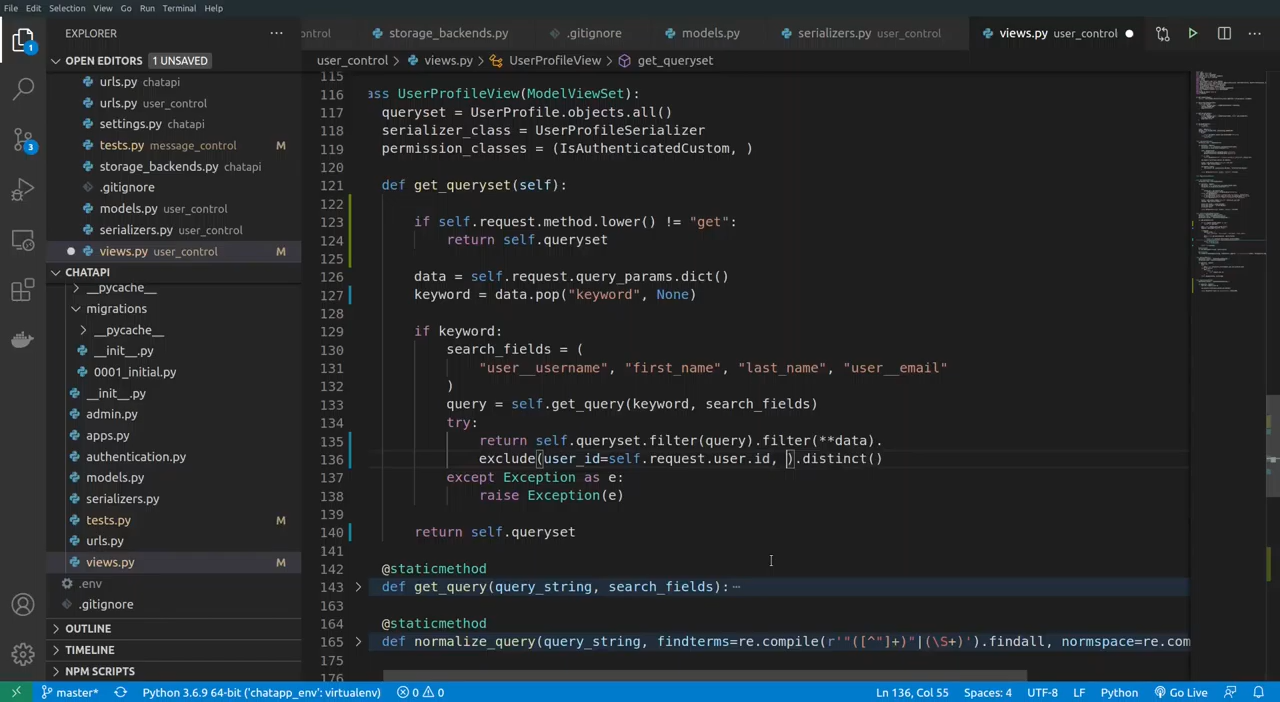 File Edit Selection View Go Run Terminal Help
EXPLORER
OPEN EDITORS 1 UNSAVED
urls.py chatapi
urls.py user_control
settings.py chatapi
tests.py message_control M
storage_backends.py chatapi
.gitignore
models.py user_control
serializers.py user_control
views.py user_control M
CHATAPI
__pycache__
migrations
__pycache__
__init__.py
0001_initial.py
__init__.py
admin.py
apps.py
authentication.py
models.py
serializers.py
tests.py M
urls.py
views.py M
.env
.gitignore
OUTLINE
TIMELINE
NPM SCRIPTS
1
3
ontrol storage_backends.py .gitignore models.py serializers.py user_control views.py user_control
user_control > views.py > UserProfileView > get_queryset
115
116 ass UserProfileView(ModelViewSet):
117 queryset = UserProfile.objects.all()
118 serializer_class = UserProfileSerializer
119 permission_classes = (IsAuthenticatedCustom, )
120
121 def get_queryset(self):
122
123 if self.request.method.lower() != "get":
124 return self.queryset
125
126 data = self.request.query_params.dict()
127 keyword = data.pop("keyword", None)
128
129 if keyword:
130 search_fields = (
131 "user__username", "first_name", "last_name", "user__email"
132 )
133 query = self.get_query(keyword, search_fields)
134 try:
135 return self.queryset.filter(query).filter(**data).
136 exclude(user_id=self.request.user.id, ).distinct()
137 except Exception as e:
138 raise Exception(e)
139
140 return self.queryset
141
142 @staticmethod
143 def get_query(query_string, search_fields): ⋯
163
164 @staticmethod
165 def normalize_query(query_string, findterms=re.compile(r'"([^"]+)"|(\S+)').findall, normspace=re.com
175
176
master* Python 3.6.9 64-bit ('chatapp_env': virtualenv) 0 0 Ln 136, Col 55 Spaces: 4 UTF-8 LF Python Go Live